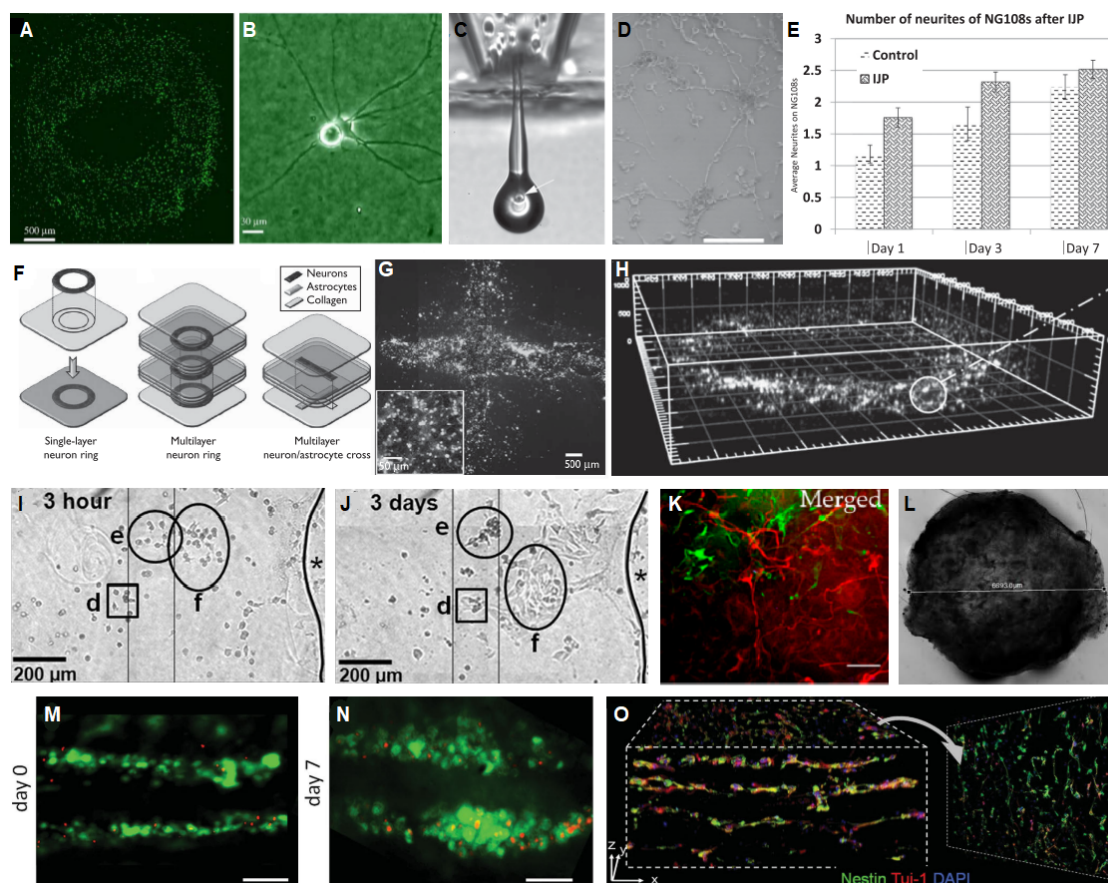 A
500 µm
B
30 µm
C
D
E
Number of neurites of NG108s after IJP
Average Neurites on NG108s
3
2.5
2
1.5
1
0.5
0
Control
IJP
Day 1
Day 3
Day 7
F
Neurons
Astrocytes
Collagen
Single-layer
neuron ring
Multilayer
neuron ring
Multilayer
neuron/astrocyte cross
G
50 µm
500 µm
H
1000
500
0
I
3 hour
e
d
f
*
200 µm
J
3 days
e
d
f
*
200 µm
K
Merged
L
M
day 0
N
day 7
O
z
y
x
Nestin Tuj-1 DAPI